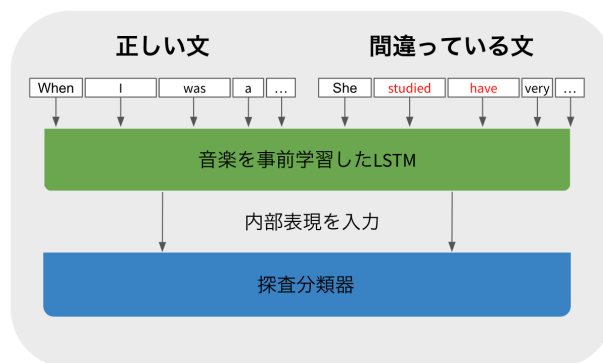 正しい文
間違っている文
When I was a …
She studied have very …
音楽を事前学習したLSTM
内部表現を入力
探査分類器